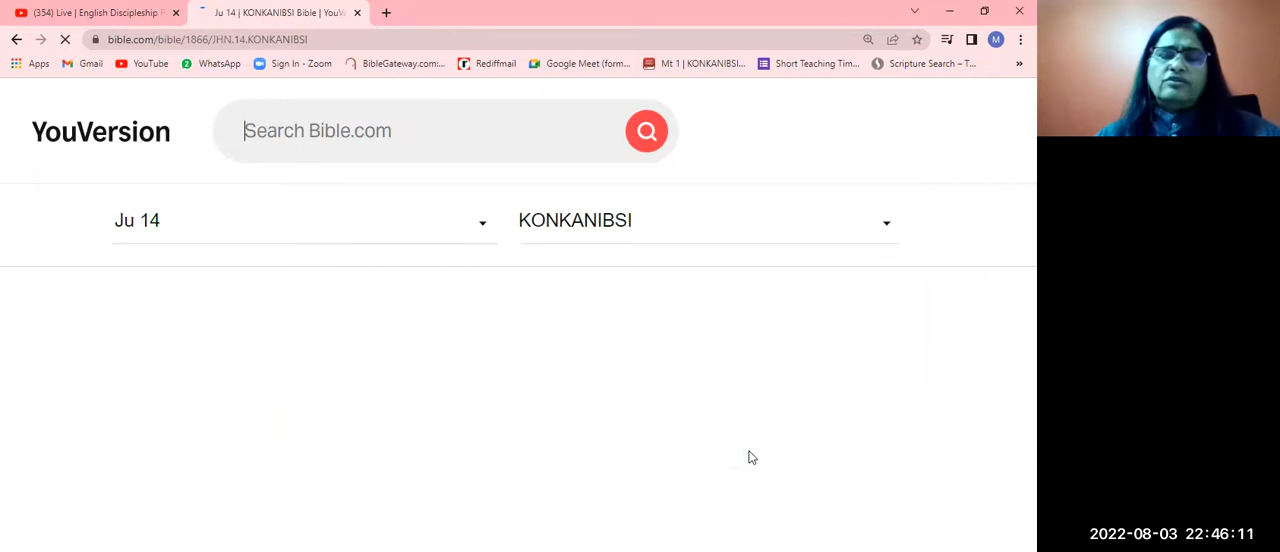 (354) Live | English Discipleship P
Ju 14 | KONKANIBSI Bible | YouV
bible.com/bible/1866/JHN.14.KONKANIBSI
M
Apps
Gmail
YouTube
2 WhatsApp
Sign In - Zoom
BibleGateway.com:...
Rediffmail
Google Meet (form...
Mt 1 | KONKANIBSI...
Short Teaching Tim...
Scripture Search – T...
»
YouVersion
Search Bible.com
Ju 14
KONKANIBSI
2022-08-03 22:46:11